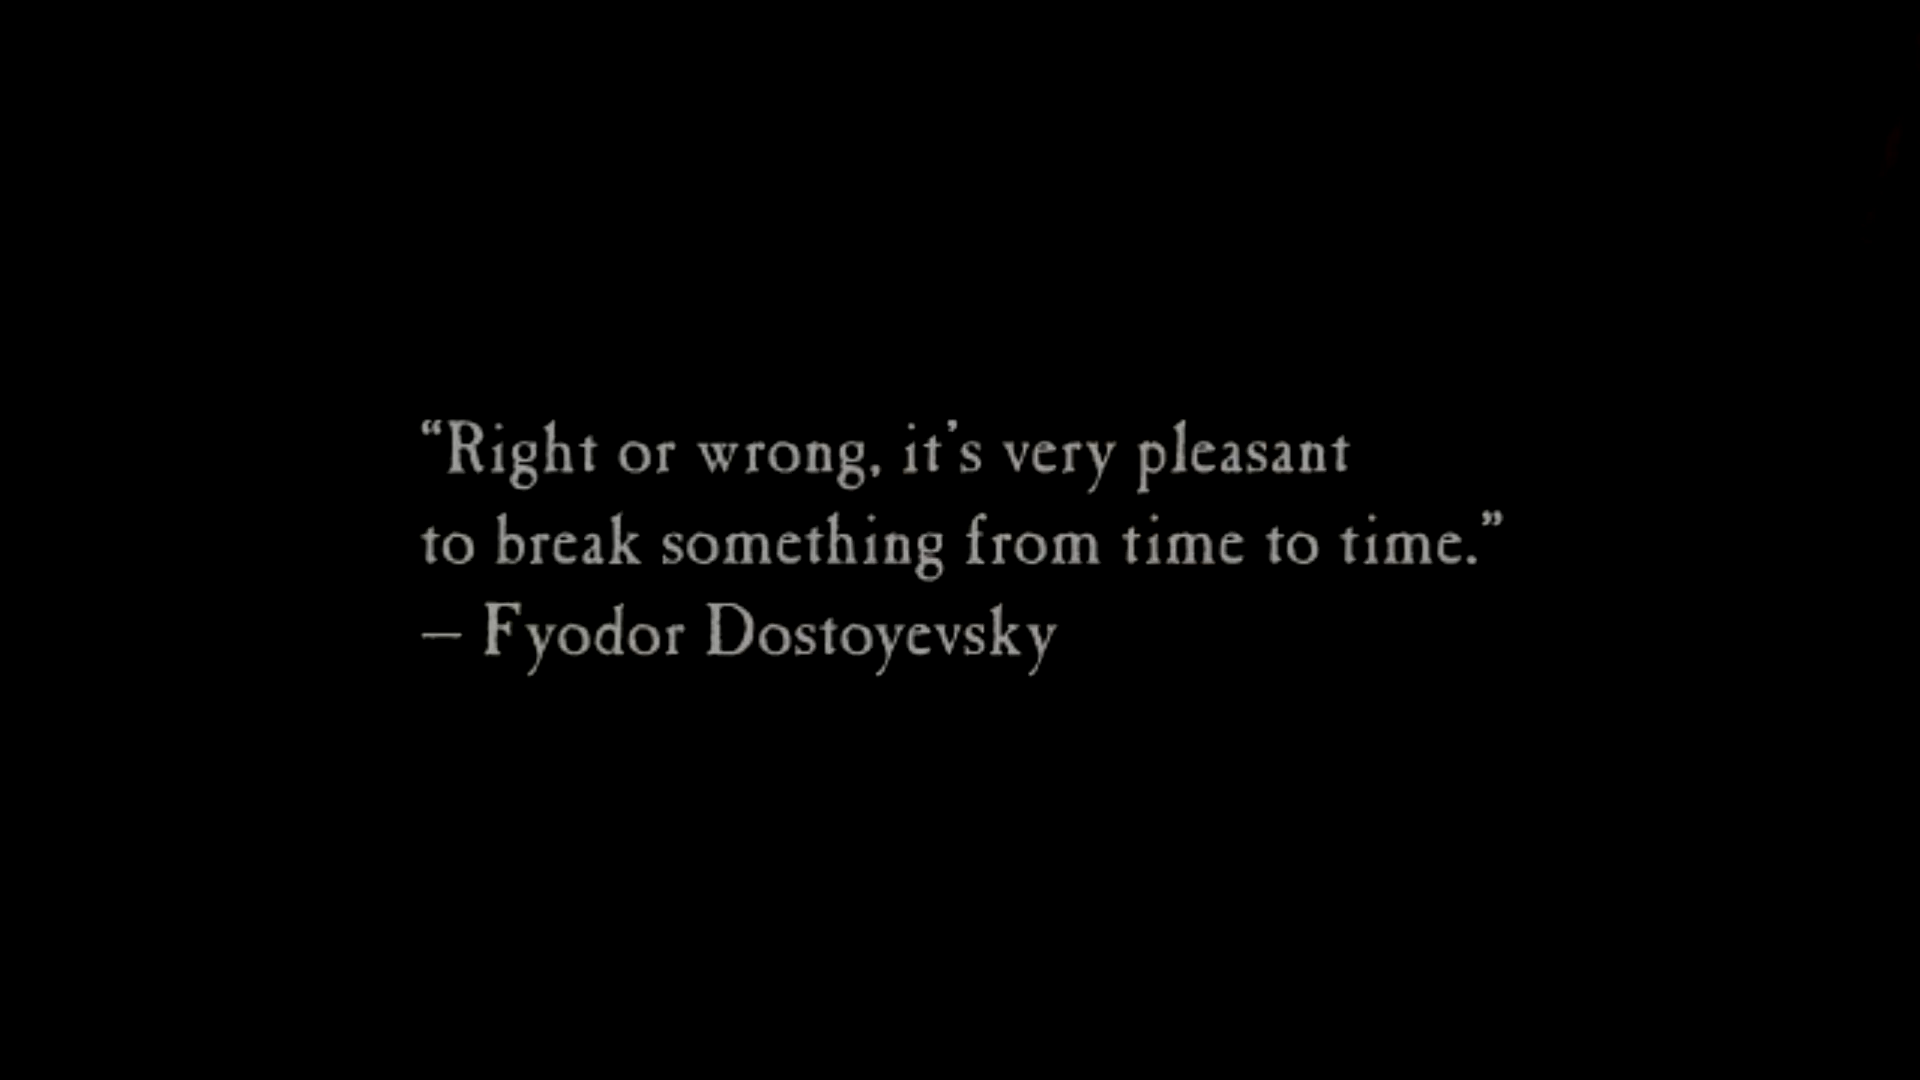 “Right or wrong, it’s very pleasant
to break something from time to time.”
– Fyodor Dostoyevsky